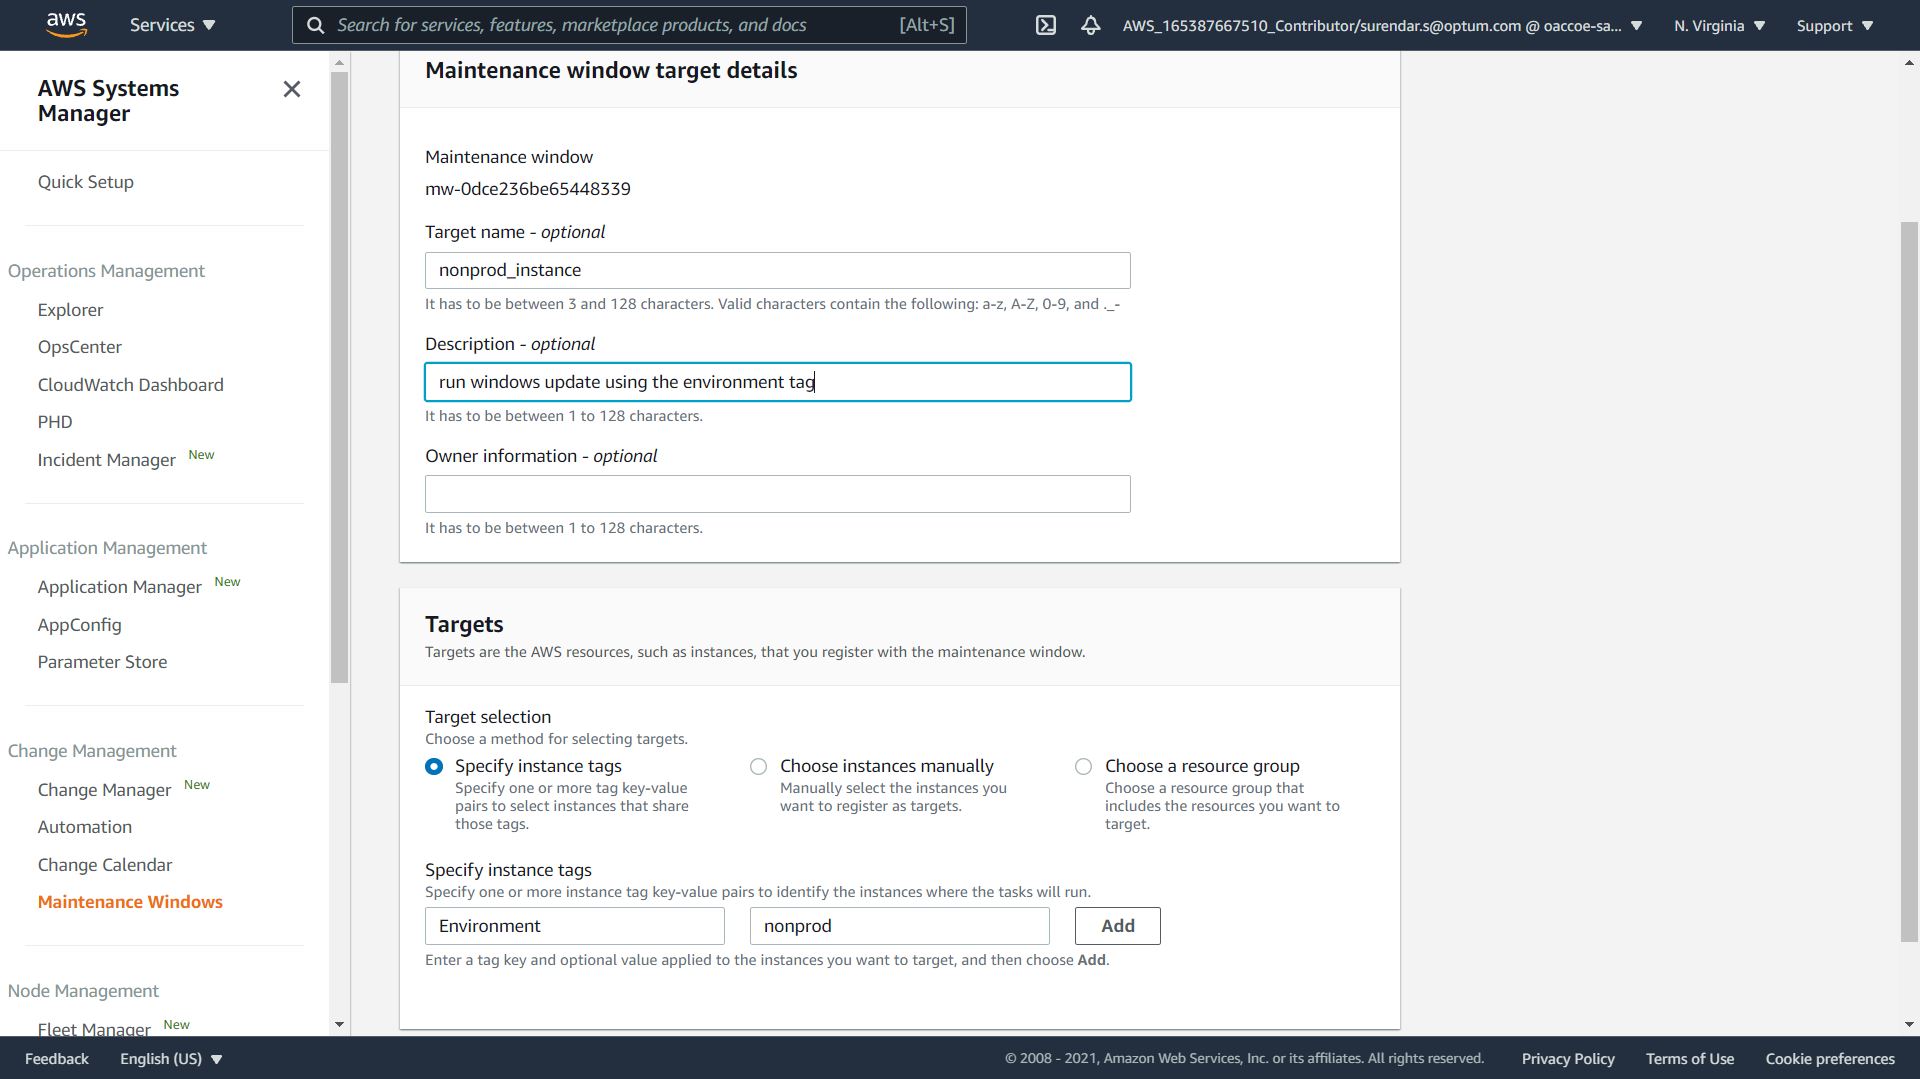 aws
Services
Search for services, features, marketplace products, and docs [Alt+S]
AWS_165387667510_Contributor/surendar.s@optum.com @ oaccoe-sa...
N. Virginia
Support
AWS Systems
Manager
Quick Setup
Operations Management
Explorer
OpsCenter
CloudWatch Dashboard
PHD
Incident Manager New
Application Management
Application Manager New
AppConfig
Parameter Store
Change Management
Change Manager New
Automation
Change Calendar
Maintenance Windows
Node Management
Fleet Manager New
Maintenance window target details
Maintenance window
mw-0dce236be65448339
Target name - optional
nonprod_instance
It has to be between 3 and 128 characters. Valid characters contain the following: a-z, A-Z, 0-9, and ._-
Description - optional
run windows update using the environment tag
It has to be between 1 to 128 characters.
Owner information - optional
It has to be between 1 to 128 characters.
Targets
Targets are the AWS resources, such as instances, that you register with the maintenance window.
Target selection
Choose a method for selecting targets.
Specify instance tags
Specify one or more tag key-value
pairs to select instances that share
those tags.
Choose instances manually
Manually select the instances you
want to register as targets.
Choose a resource group
Choose a resource group that
includes the resources you want to
target.
Specify instance tags
Specify one or more instance tag key-value pairs to identify the instances where the tasks will run.
Environment
nonprod
Add
Enter a tag key and optional value applied to the instances you want to target, and then choose Add.
Feedback
English (US)
© 2008 - 2021, Amazon Web Services, Inc. or its affiliates. All rights reserved.
Privacy Policy
Terms of Use
Cookie preferences